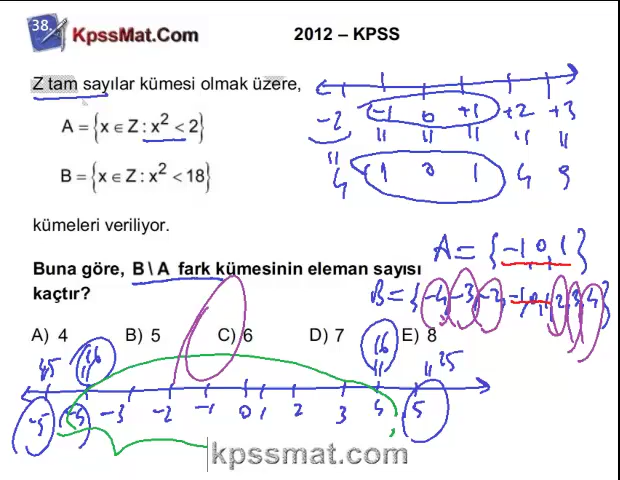 38.
KpssMat.Com
2012 – KPSS
Z tam sayılar kümesi olmak üzere,
A = {x ∈ Z : x² < 2}
B = {x ∈ Z : x² < 18}
kümeleri veriliyor.
Buna göre, B \ A fark kümesinin eleman sayısı
kaçtır?
A) 4 B) 5 C) 6 D) 7 E) 8
-2 -1 0 +1 +2 +3
4 1 0 1 4 9
A = {-1, 0, 1}
B = {-4, -3, -2, -1, 0, 1, 2, 3, 4}
16 16 25
-5 -3 -2 -1 0 1 2 3 4 5
kpssmat.com